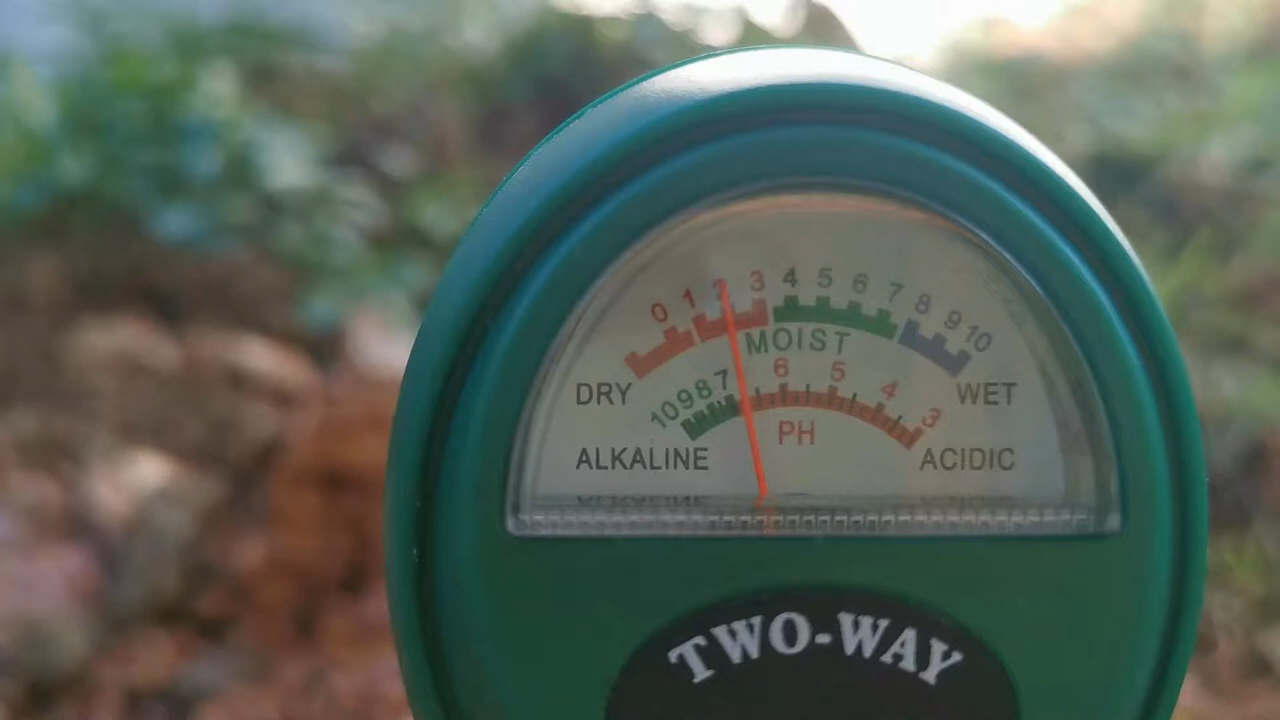 0 1 2 3 4 5 6 7 8 9 10
MOIST
DRY WET
10 9 8 7 6 5 4 3
PH
ALKALINE ACIDIC
TWO-WAY